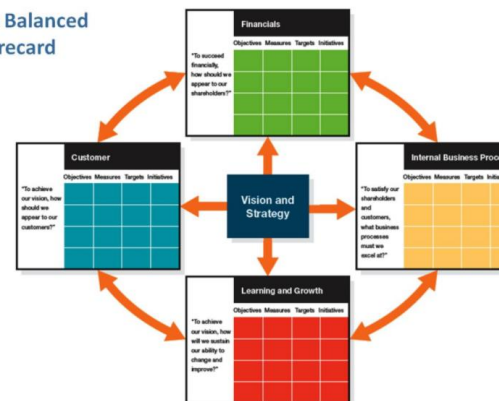 Balanced
recard
Financials
Objectives Measures Targets Initiatives
"To succeed
financially,
how should we
appear to our
shareholders?"
Customer
Objectives Measures Targets Initiatives
"To achieve
our vision, how
should we
appear to our
customers?"
Vision and
Strategy
Internal Business Proc
Objectives Measures Targets Initia
"To satisfy our
shareholders
and
customers,
what business
processes
must we
excel at?"
Learning and Growth
Objectives Measures Targets Initiatives
"To achieve
our vision, how
will we sustain
our ability to
change and
improve?"